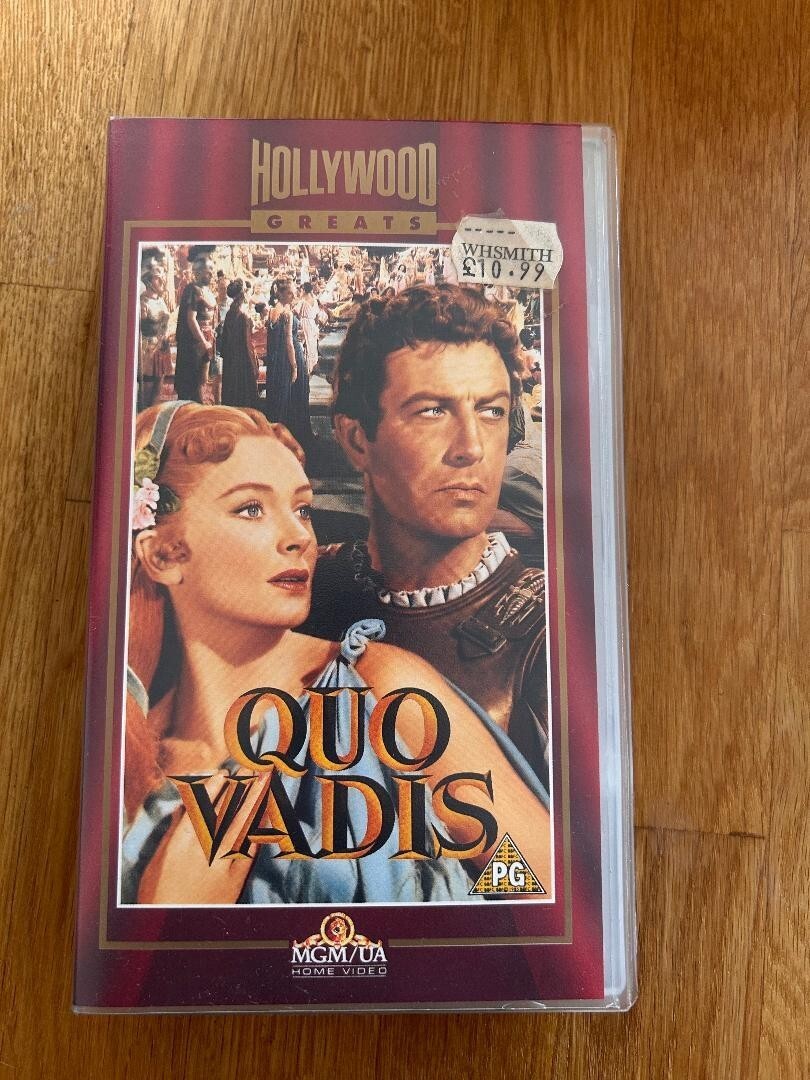 HOLLYWOOD
GREATS
WHSMITH
£10.99
QUO
VADIS
PG
MGM/UA
HOME VIDEO